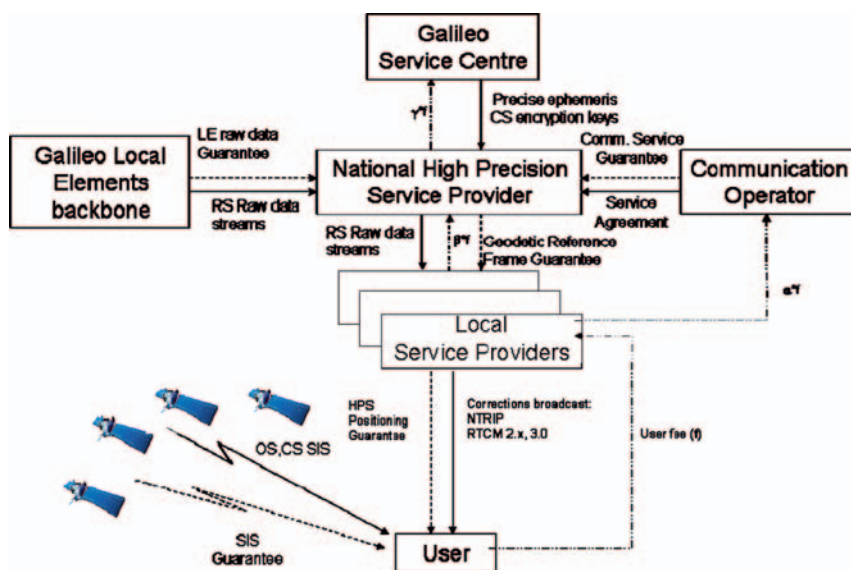 Galileo
Service Centre
γ*f
Precise ephemeris
CS encryption keys
LE raw data
Guarantee
Comm. Service
Guarantee
Galileo Local
Elements
backbone
National High Precision
Service Provider
Communication
Operator
RS Raw data
streams
Service
Agreement
RS Raw data
streams
β*f
Geodetic Reference
Frame Guarantee
α*f
Local
Service Providers
HPS
Positioning
Guarantee
Corrections broadcast:
NTRIP
RTCM 2.x, 3.0
User fee (f)
OS,CS SIS
SIS
Guarantee
User